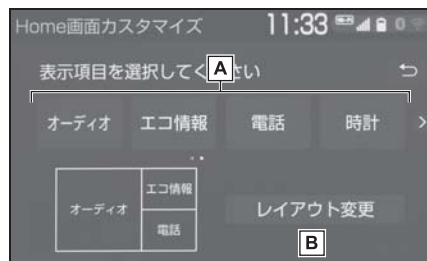 Home画面カスタマイズ 11:33
表示項目を選択してく A さい
オーディオ エコ情報 電話 時計
オーディオ エコ情報
電話
レイアウト変更
B